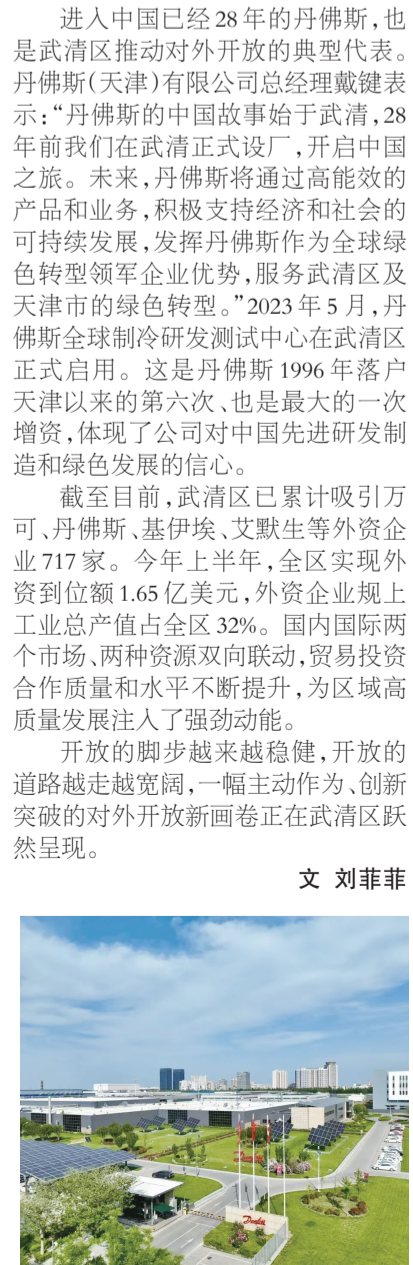 进入中国已经28年的丹佛斯，也
是武清区推动对外开放的典型代表。
丹佛斯(天津)有限公司总经理戴键表
示：“丹佛斯的中国故事始于武清，28
年前我们在武清正式设厂，开启中国
之旅。未来，丹佛斯将通过高能效的
产品和业务，积极支持经济和社会的
可持续发展，发挥丹佛斯作为全球绿
色转型领军企业优势，服务武清区及
天津市的绿色转型。”2023年5月，丹
佛斯全球制冷研发测试中心在武清区
正式启用。这是丹佛斯1996年落户
天津以来的第六次、也是最大的一次
增资，体现了公司对中国先进研发制
造和绿色发展的信心。
截至目前，武清区已累计吸引万
可、丹佛斯、基伊埃、艾默生等外资企
业717家。今年上半年，全区实现外
资到位额1.65亿美元，外资企业规上
工业总产值占全区32%。国内国际两
个市场、两种资源双向联动，贸易投资
合作质量和水平不断提升，为区域高
质量发展注入了强劲动能。
开放的脚步越来越稳健，开放的
道路越走越宽阔，一幅主动作为、创新
突破的对外开放新画卷正在武清区跃
然呈现。
文 刘菲菲
Danfoss